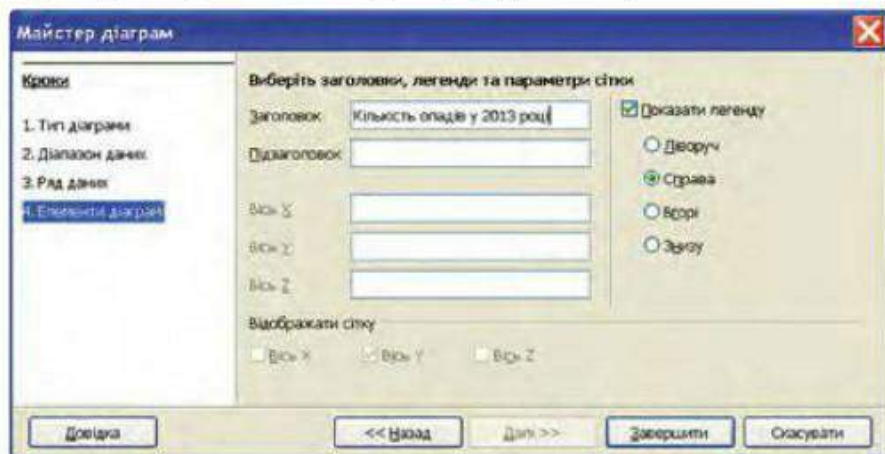 Майстер діаграм
Кроки
1. Тип діаграми
2. Діапазон даних
3. Ряд даних
4. Елементи діаграм
Виберіть заголовки, легенди та параметри сітки
Заголовок
Кількість опадів у 2013 році
Підзаголовок
Вісь X
Вісь Y
Вісь Z
Показати легенду
Ліворуч
Справа
Вгорі
Знизу
Відображати сітку
Вісь X
Вісь Y
Вісь Z
Довідка
<< Назад
Далі >>
Завершити
Скасувати